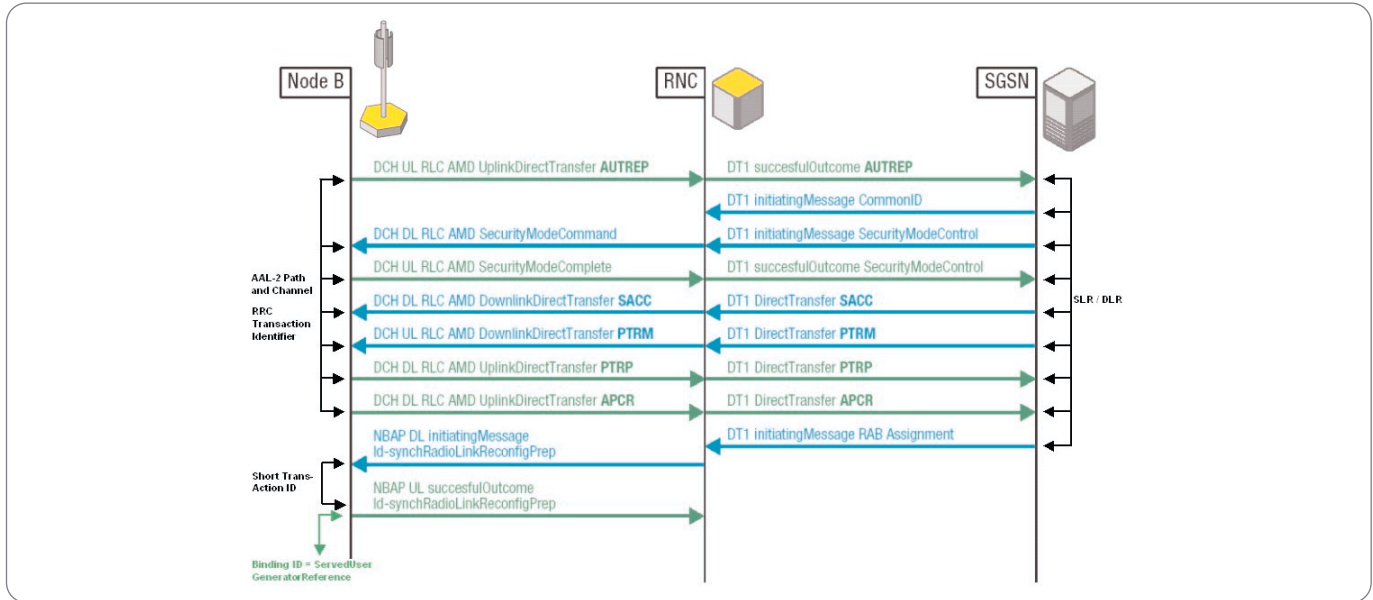 Node B
RNC
SGSN
DCH UL RLC AMD UplinkDirectTransfer AUTREP
DT1 succesfulOutcome AUTREP
DT1 initiatingMessage CommonID
DCH DL RLC AMD SecurityModeCommand
DT1 initiatingMessage SecurityModeControl
DCH UL RLC AMD SecurityModeComplete
DT1 succesfulOutcome SecurityModeControl
AAL-2 Path
and Channel
RRC
Transaction
Identifier
DCH DL RLC AMD DownlinkDirectTransfer SACC
DT1 DirectTransfer SACC
SLR / DLR
DCH UL RLC AMD DownlinkDirectTransfer PTRM
DT1 DirectTransfer PTRM
DCH DL RLC AMD UplinkDirectTransfer PTRP
DT1 DirectTransfer PTRP
DCH DL RLC AMD UplinkDirectTransfer APCR
DT1 DirectTransfer APCR
NBAP DL initiatingMessage
Id-synchRadioLinkReconfigPrep
DT1 initiatingMessage RAB Assignment
Short Trans-
Action ID
NBAP UL succesfulOutcome
Id-synchRadioLinkReconfigPrep
Binding ID = ServedUser
GeneratorReference